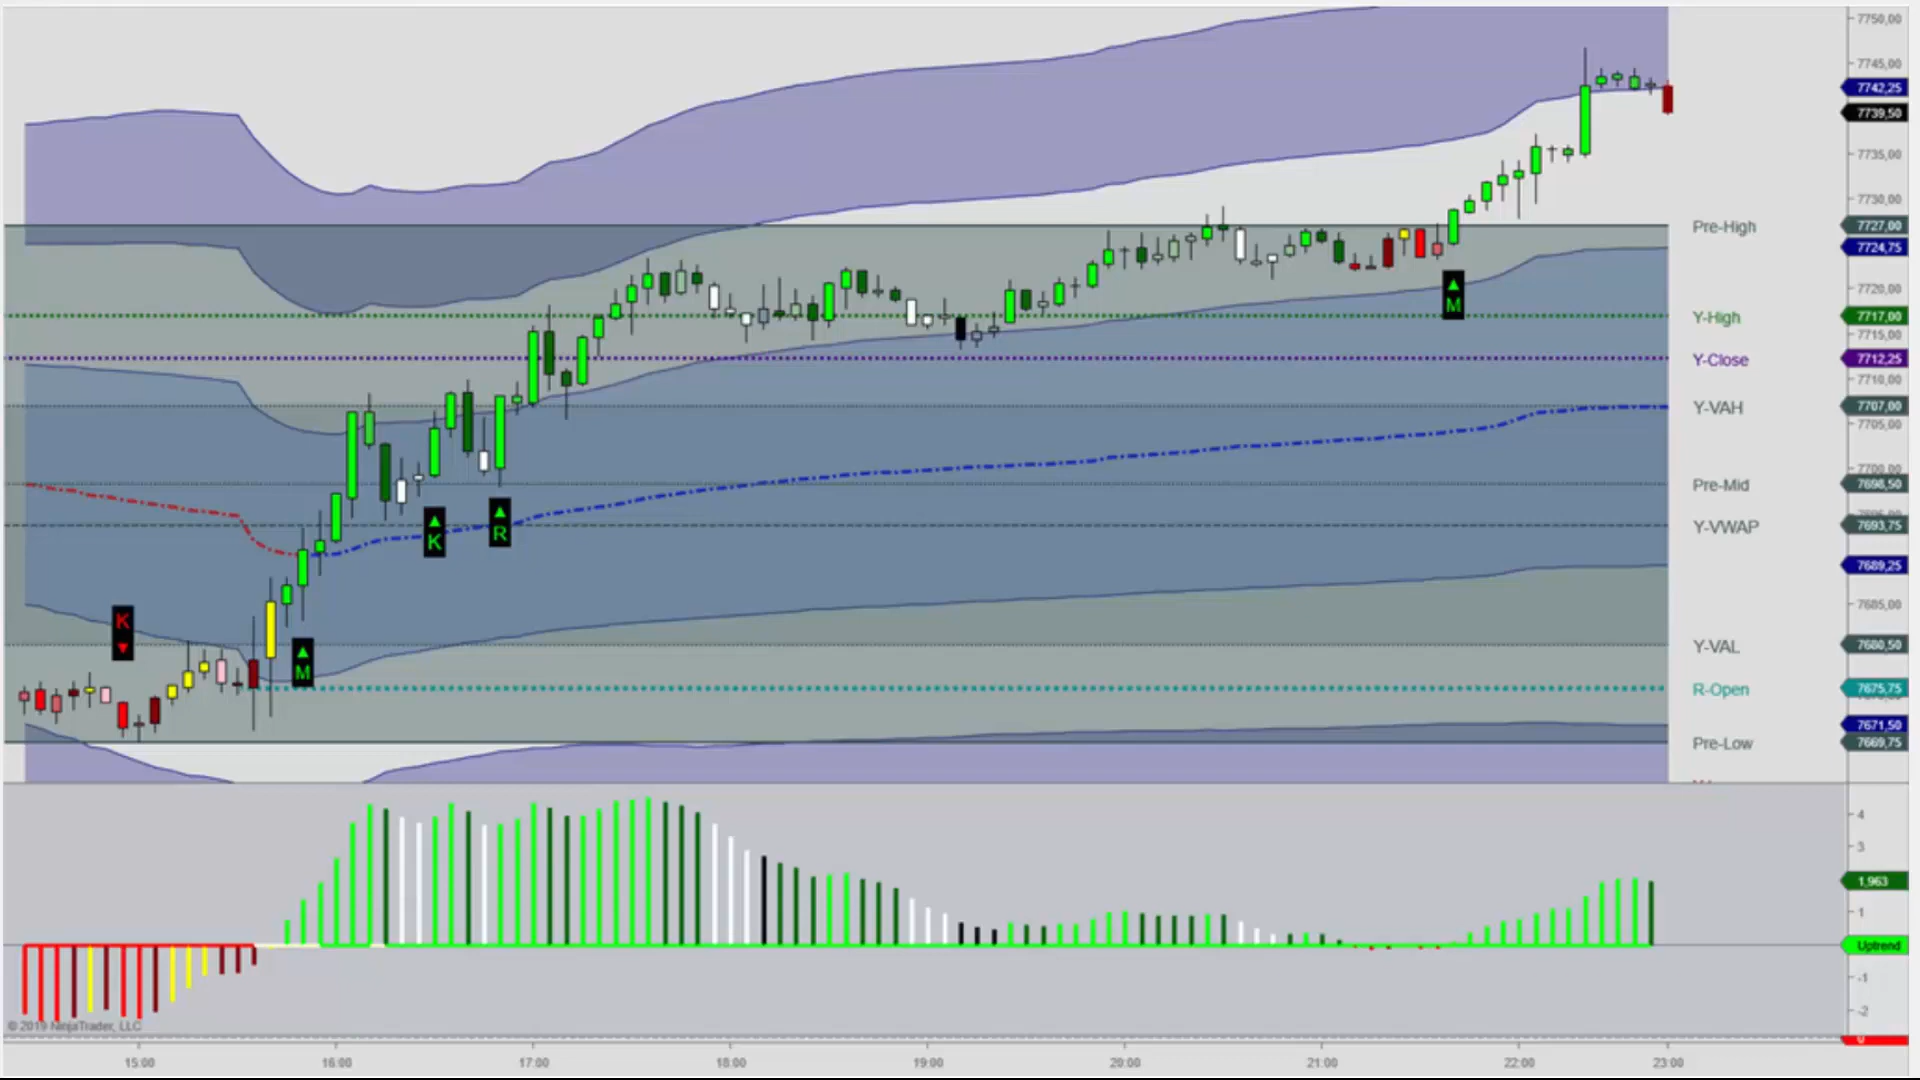 7750,00
7745,00
7742,25
7739,50
7735,00
7730,00
Pre-High 7727,00
7724,75
7720,00
Y-High 7717,00
7715,00
Y-Close 7712,25
7710,00
Y-VAH 7707,00
7705,00
7700,00
Pre-Mid 7698,50
Y-VWAP 7693,75
7689,25
7685,00
Y-VAL 7680,50
R-Open 7675,75
7671,50
Pre-Low 7669,75
K
M
K
R
M
4
3
1,963
1
Uptrend
-1
-2
© 2019 NinjaTrader, LLC
0
15:00 16:00 17:00 18:00 19:00 20:00 21:00 22:00 23:00